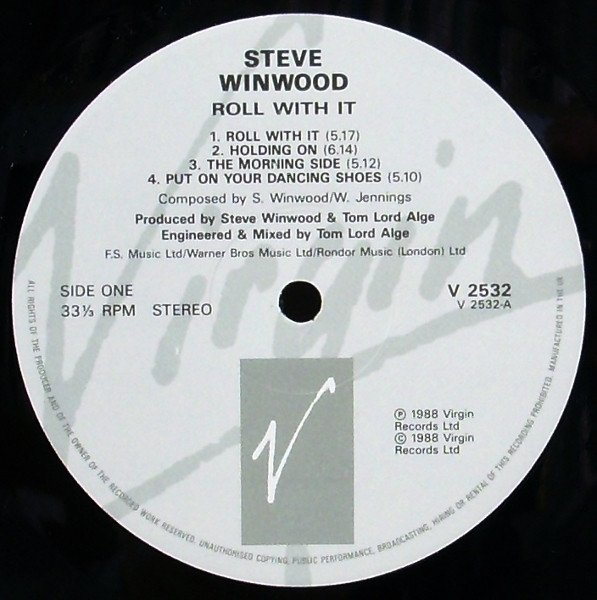 STEVE
WINWOOD
ROLL WITH IT
1. ROLL WITH IT (5.17)
2. HOLDING ON (6.14)
3. THE MORNING SIDE (5.12)
4. PUT ON YOUR DANCING SHOES (5.10)
Composed by S. Winwood/W. Jennings
Produced by Steve Winwood & Tom Lord Alge
Engineered & Mixed by Tom Lord Alge
F.S. Music Ltd/Warner Bros Music Ltd/Rondor Music (London) Ltd
Virgin
SIDE ONE
33⅓ RPM STEREO
V 2532
V 2532-A
V
Ⓟ 1988 Virgin
Records Ltd
© 1988 Virgin
Records Ltd
ALL RIGHTS OF THE PRODUCER AND OF THE OWNER OF THE RECORDED WORK RESERVED. UNAUTHORISED COPYING, PUBLIC PERFORMANCE, BROADCASTING, HIRING OR RENTAL OF THIS RECORDING PROHIBITED. MANUFACTURED IN THE UK